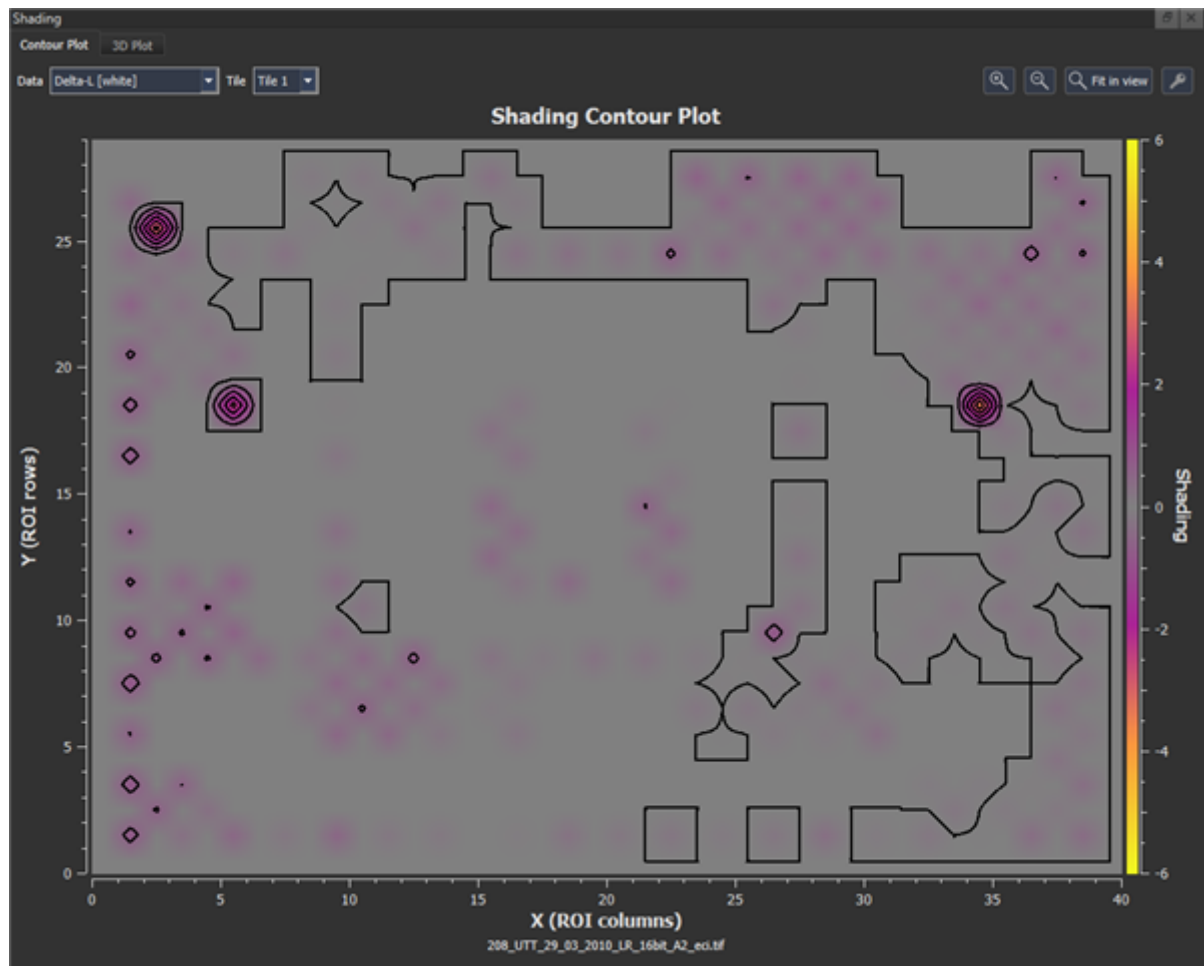 Shading
Contour Plot 3D Plot
Data Delta-L [white] Tile Tile 1 Fit in view
Shading Contour Plot
6
25
4
20
2
15
0
10
-2
5
-4
0
-6
Y (ROI rows)
Shading
0 5 10 15 20 25 30 35 40
X (ROI columns)
208_UTT_29_03_2010_LR_16bit_A2_eci.tif